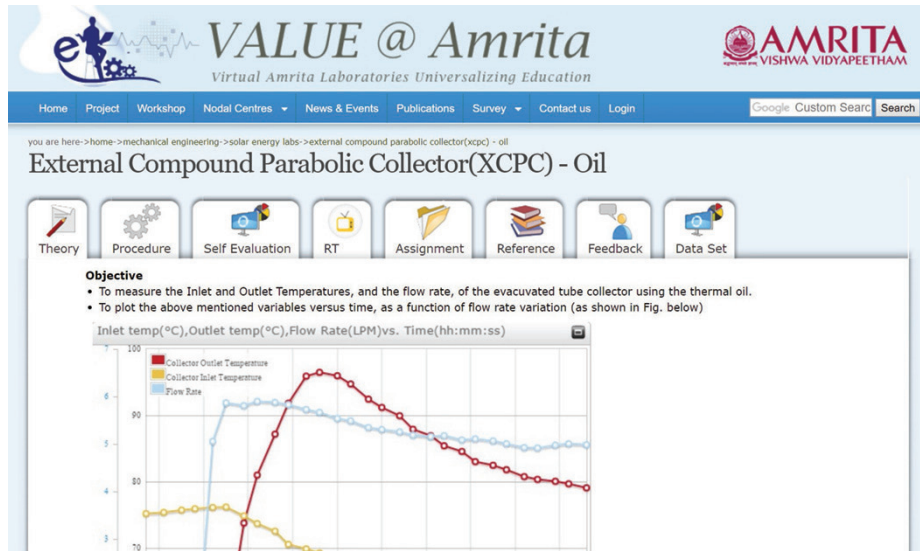 VALUE @ Amrita
Virtual Amrita Laboratories Universalizing Education
AMRITA
VISHWA VIDYAPEETHAM
Home Project Workshop Nodal Centres News & Events Publications Survey Contact us Login Google Custom Searc Search
you are here->home->mechanical engineering->solar energy labs->external compound parabolic collector(xcpc) - oil
External Compound Parabolic Collector(XCPC) - Oil
Theory Procedure Self Evaluation RT Assignment Reference Feedback Data Set
Objective
• To measure the Inlet and Outlet Temperatures, and the flow rate, of the evacuvated tube collector using the thermal oil.
• To plot the above mentioned variables versus time, as a function of flow rate variation (as shown in Fig. below)
Inlet temp(°C),Outlet temp(°C),Flow Rate(LPM)vs. Time(hh:mm:ss)
7 100
Collector Outlet Temperature
Collector Inlet Temperature
Flow Rate
6
90
5
80
4
3
70